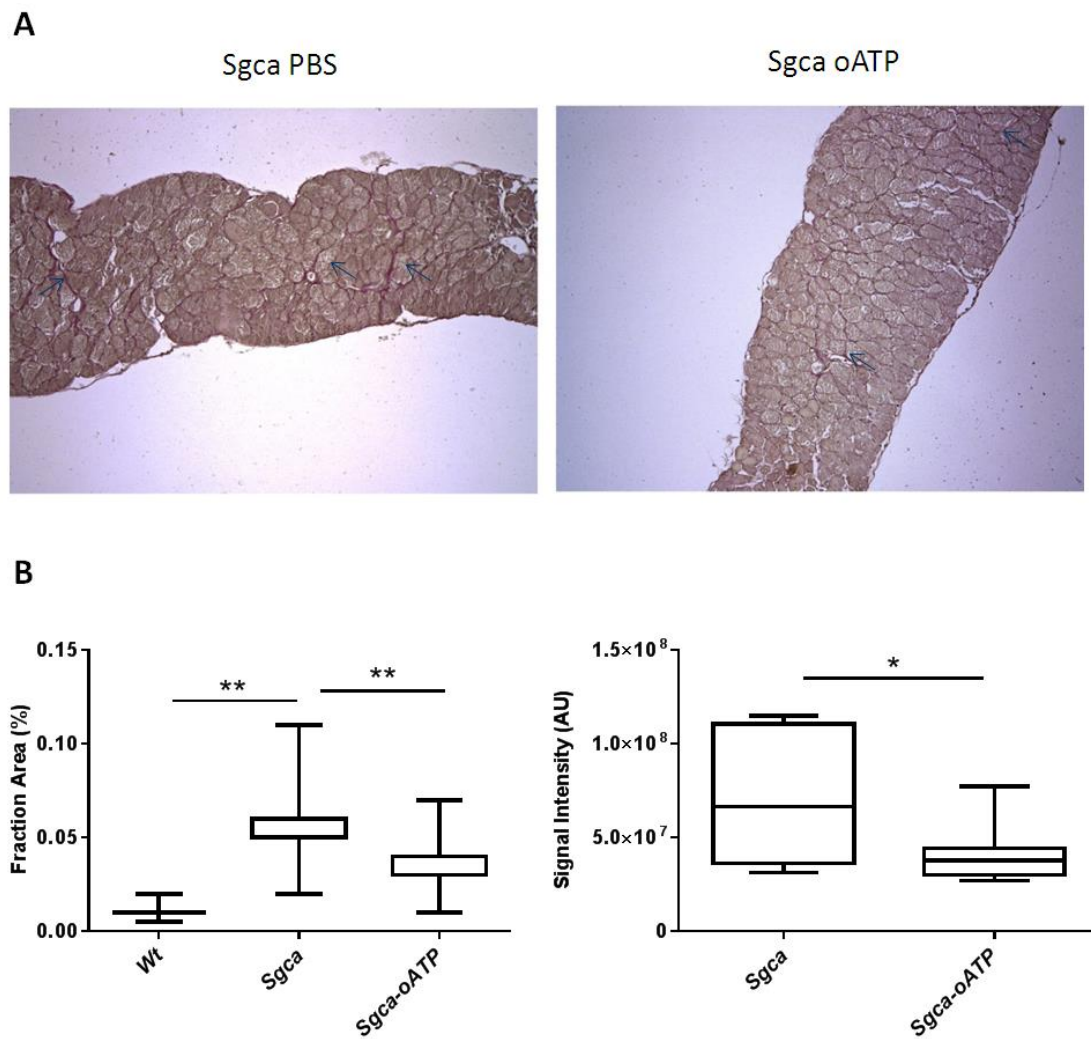 A
Sgca PBS
Sgca oATP
B
Fraction Area (%)
0.15
0.10
0.05
0.00
**
**
Wt
Sgca
Sgca-oATP
Signal Intensity (AU)
1.5×10⁸
1.0×10⁸
5.0×10⁷
0
*
Sgca
Sgca-oATP